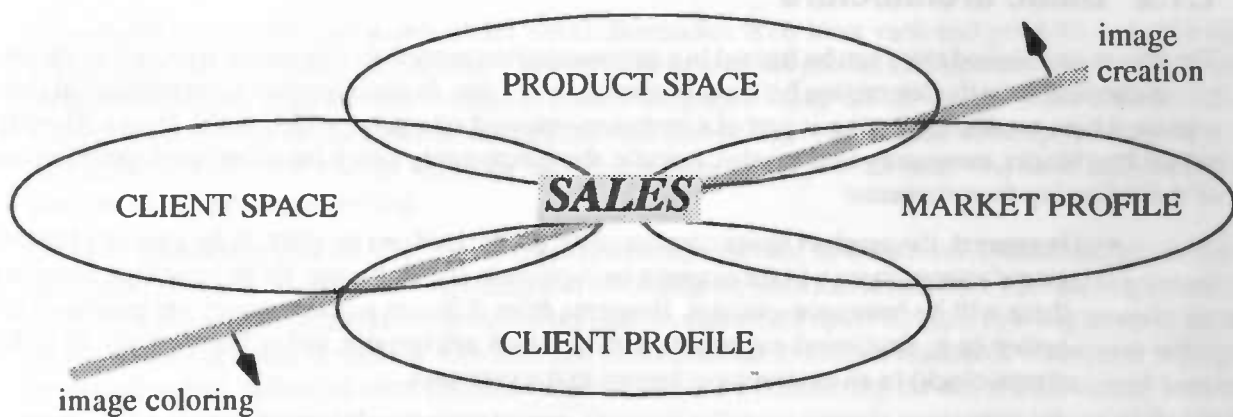 image
creation
PRODUCT SPACE
CLIENT SPACE
SALES
MARKET PROFILE
CLIENT PROFILE
image coloring